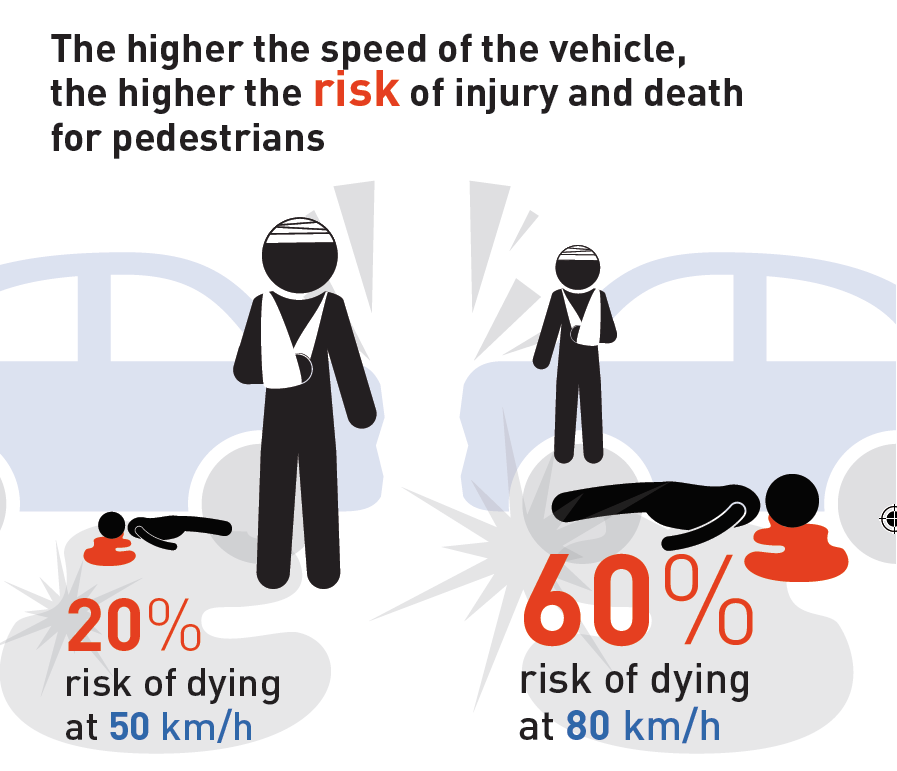 The higher the speed of the vehicle,
the higher the risk of injury and death
for pedestrians
20%
risk of dying
at 50 km/h
60%
risk of dying
at 80 km/h